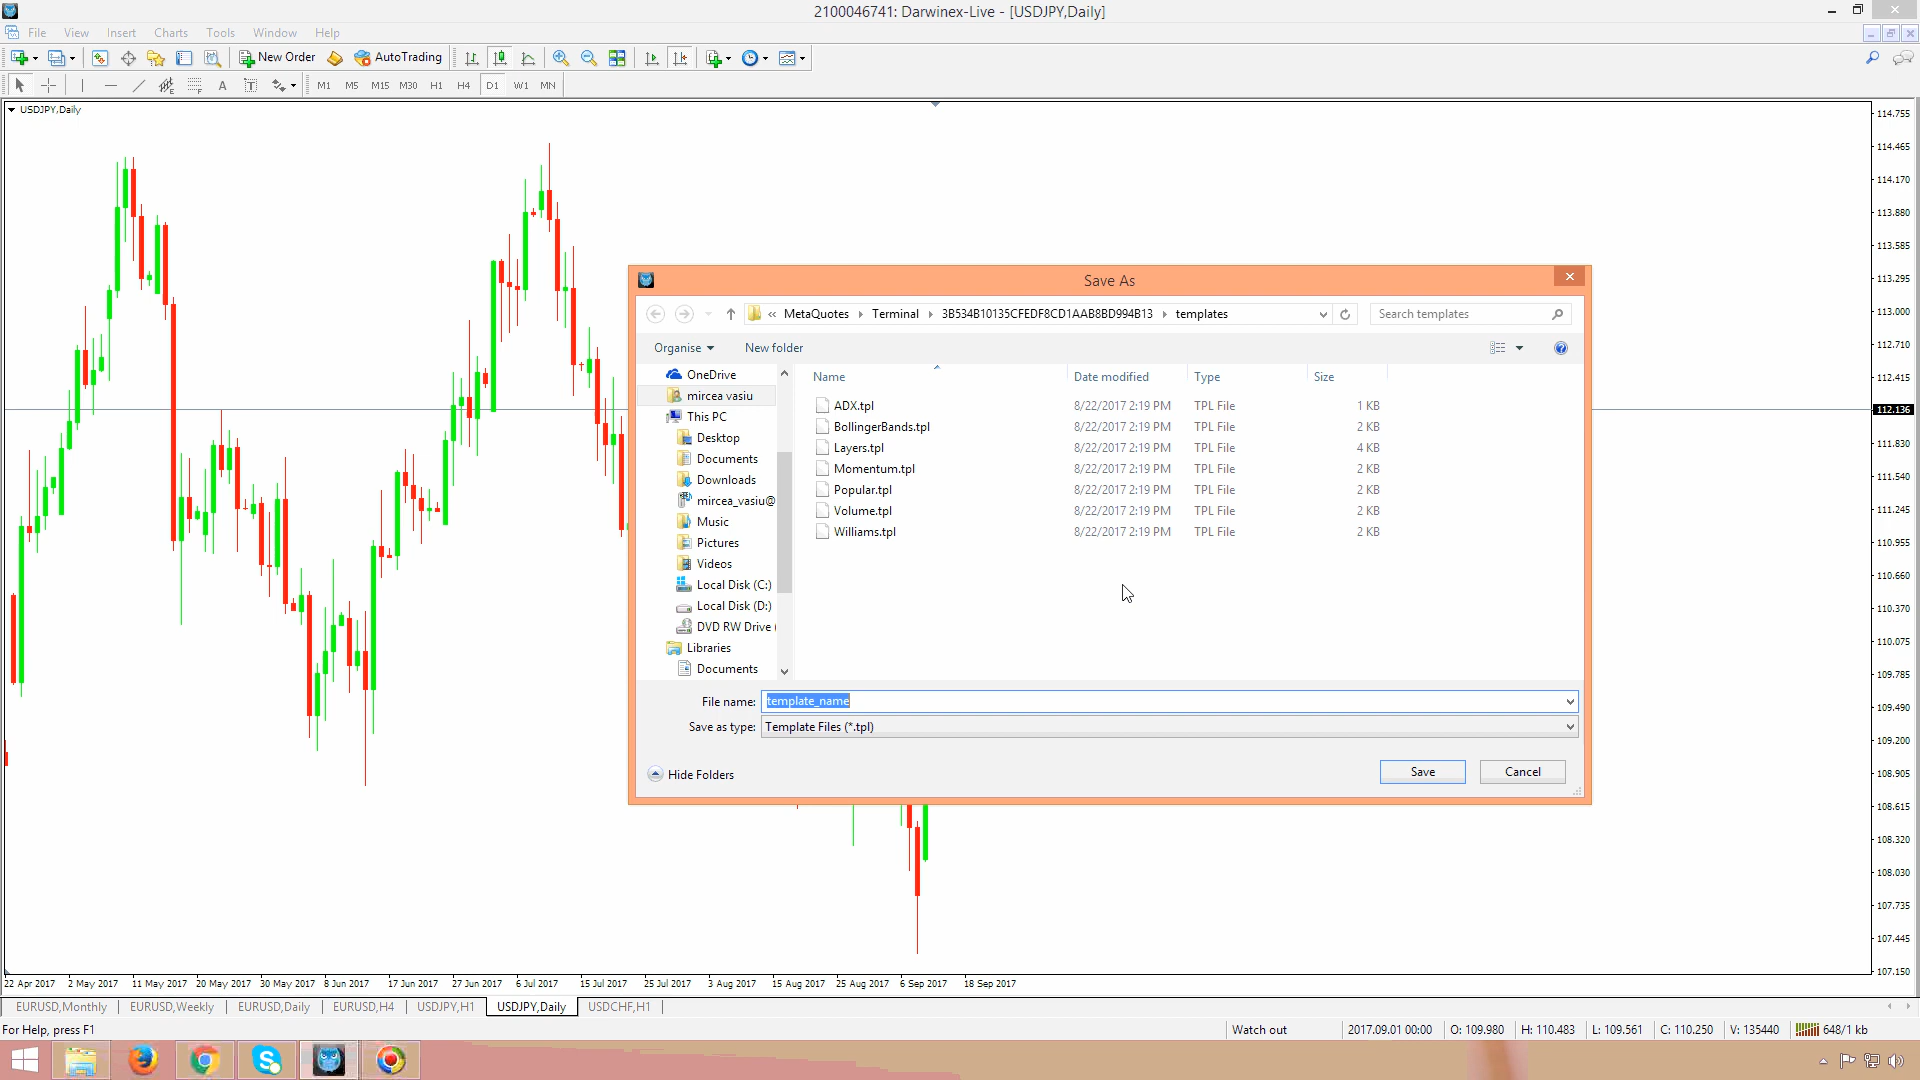 2100046741: Darwinex-Live - [USDJPY,Daily]
File View Insert Charts Tools Window Help
New Order AutoTrading
A T M1 M5 M15 M30 H1 H4 D1 W1 MN
USDJPY,Daily
114.755
114.465
114.170
113.880
113.585
113.295
113.000
112.710
112.415
112.136
111.830
111.540
111.245
110.955
110.660
110.370
110.075
109.785
109.490
109.200
108.905
108.615
108.320
108.030
107.735
107.445
107.150
Save As
« MetaQuotes Terminal 3B534B10135CFEDF8CD1AAB8BD994B13 templates
Search templates
Organise New folder
OneDrive
mircea vasiu
This PC
Desktop
Documents
Downloads
mircea_vasiu@
Music
Pictures
Videos
Local Disk (C:)
Local Disk (D:)
DVD RW Drive (
Libraries
Documents
Name Date modified Type Size
ADX.tpl 8/22/2017 2:19 PM TPL File 1 KB
BollingerBands.tpl 8/22/2017 2:19 PM TPL File 2 KB
Layers.tpl 8/22/2017 2:19 PM TPL File 4 KB
Momentum.tpl 8/22/2017 2:19 PM TPL File 2 KB
Popular.tpl 8/22/2017 2:19 PM TPL File 2 KB
Volume.tpl 8/22/2017 2:19 PM TPL File 2 KB
Williams.tpl 8/22/2017 2:19 PM TPL File 2 KB
File name: template_name
Save as type: Template Files (*.tpl)
Hide Folders
Save Cancel
22 Apr 2017 2 May 2017 11 May 2017 20 May 2017 30 May 2017 8 Jun 2017 17 Jun 2017 27 Jun 2017 6 Jul 2017 15 Jul 2017 25 Jul 2017 3 Aug 2017 15 Aug 2017 25 Aug 2017 6 Sep 2017 18 Sep 2017
EURUSD,Monthly EURUSD,Weekly EURUSD,Daily EURUSD,H4 USDJPY,H1 USDJPY,Daily USDCHF,H1
For Help, press F1
Watch out 2017.09.01 00:00 O: 109.980 H: 110.483 L: 109.561 C: 110.250 V: 135440 648/1 kb